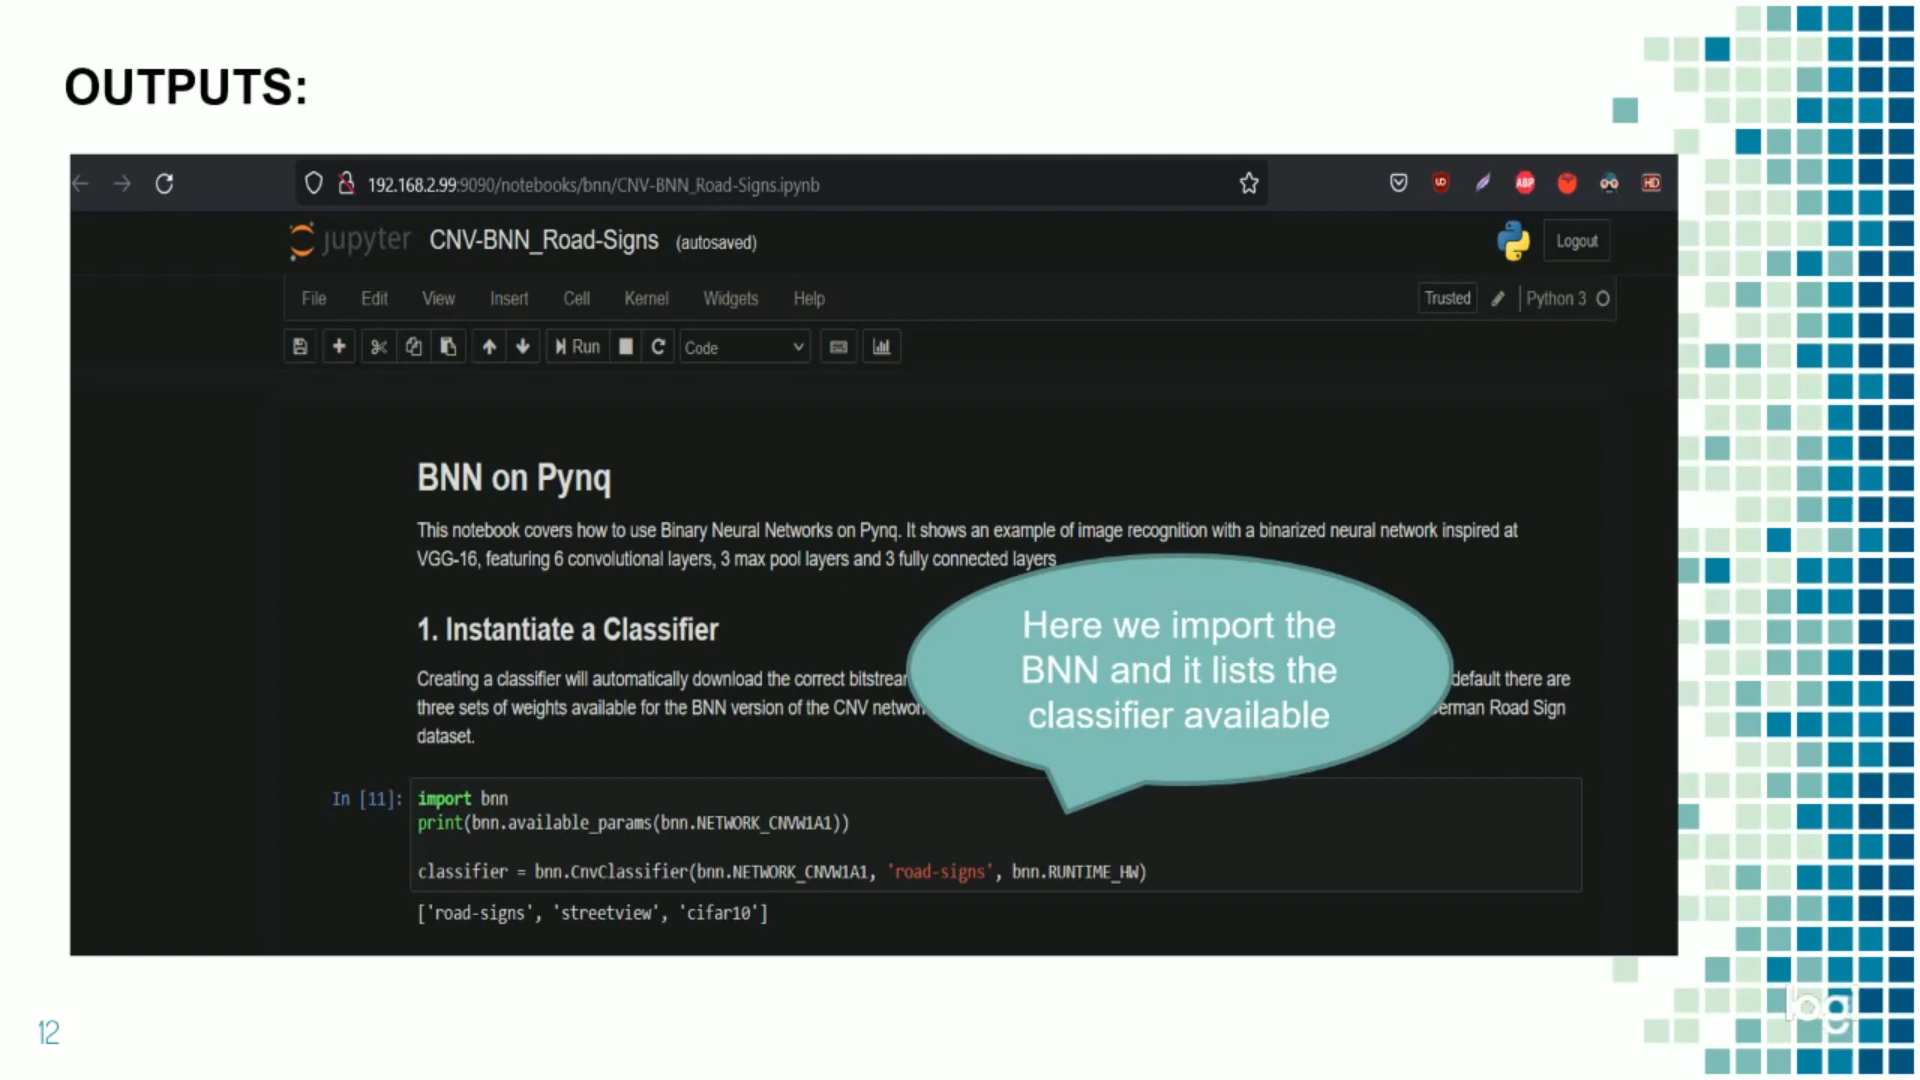 OUTPUTS:
192.168.2.99:9090/notebooks/bnn/CNV-BNN_Road-Signs.ipynb
ABP
HD
jupyter CNV-BNN_Road-Signs (autosaved)
Logout
File Edit View Insert Cell Kernel Widgets Help
Trusted Python 3
Run Code
BNN on Pynq
This notebook covers how to use Binary Neural Networks on Pynq. It shows an example of image recognition with a binarized neural network inspired at
VGG-16, featuring 6 convolutional layers, 3 max pool layers and 3 fully connected layers
1. Instantiate a Classifier
Creating a classifier will automatically download the correct default there are
three sets of weights available for the BNN version of the CNV Road Sign
dataset.
Here we import the
BNN and it lists the
classifier available
In [11]: import bnn
print(bnn.available_params(bnn.NETWORK_CNVW1A1))
classifier = bnn.CnvClassifier(bnn.NETWORK_CNVW1A1, 'road-signs', bnn.RUNTIME_HW)
['road-signs', 'streetview', 'cifar10']
12
logi